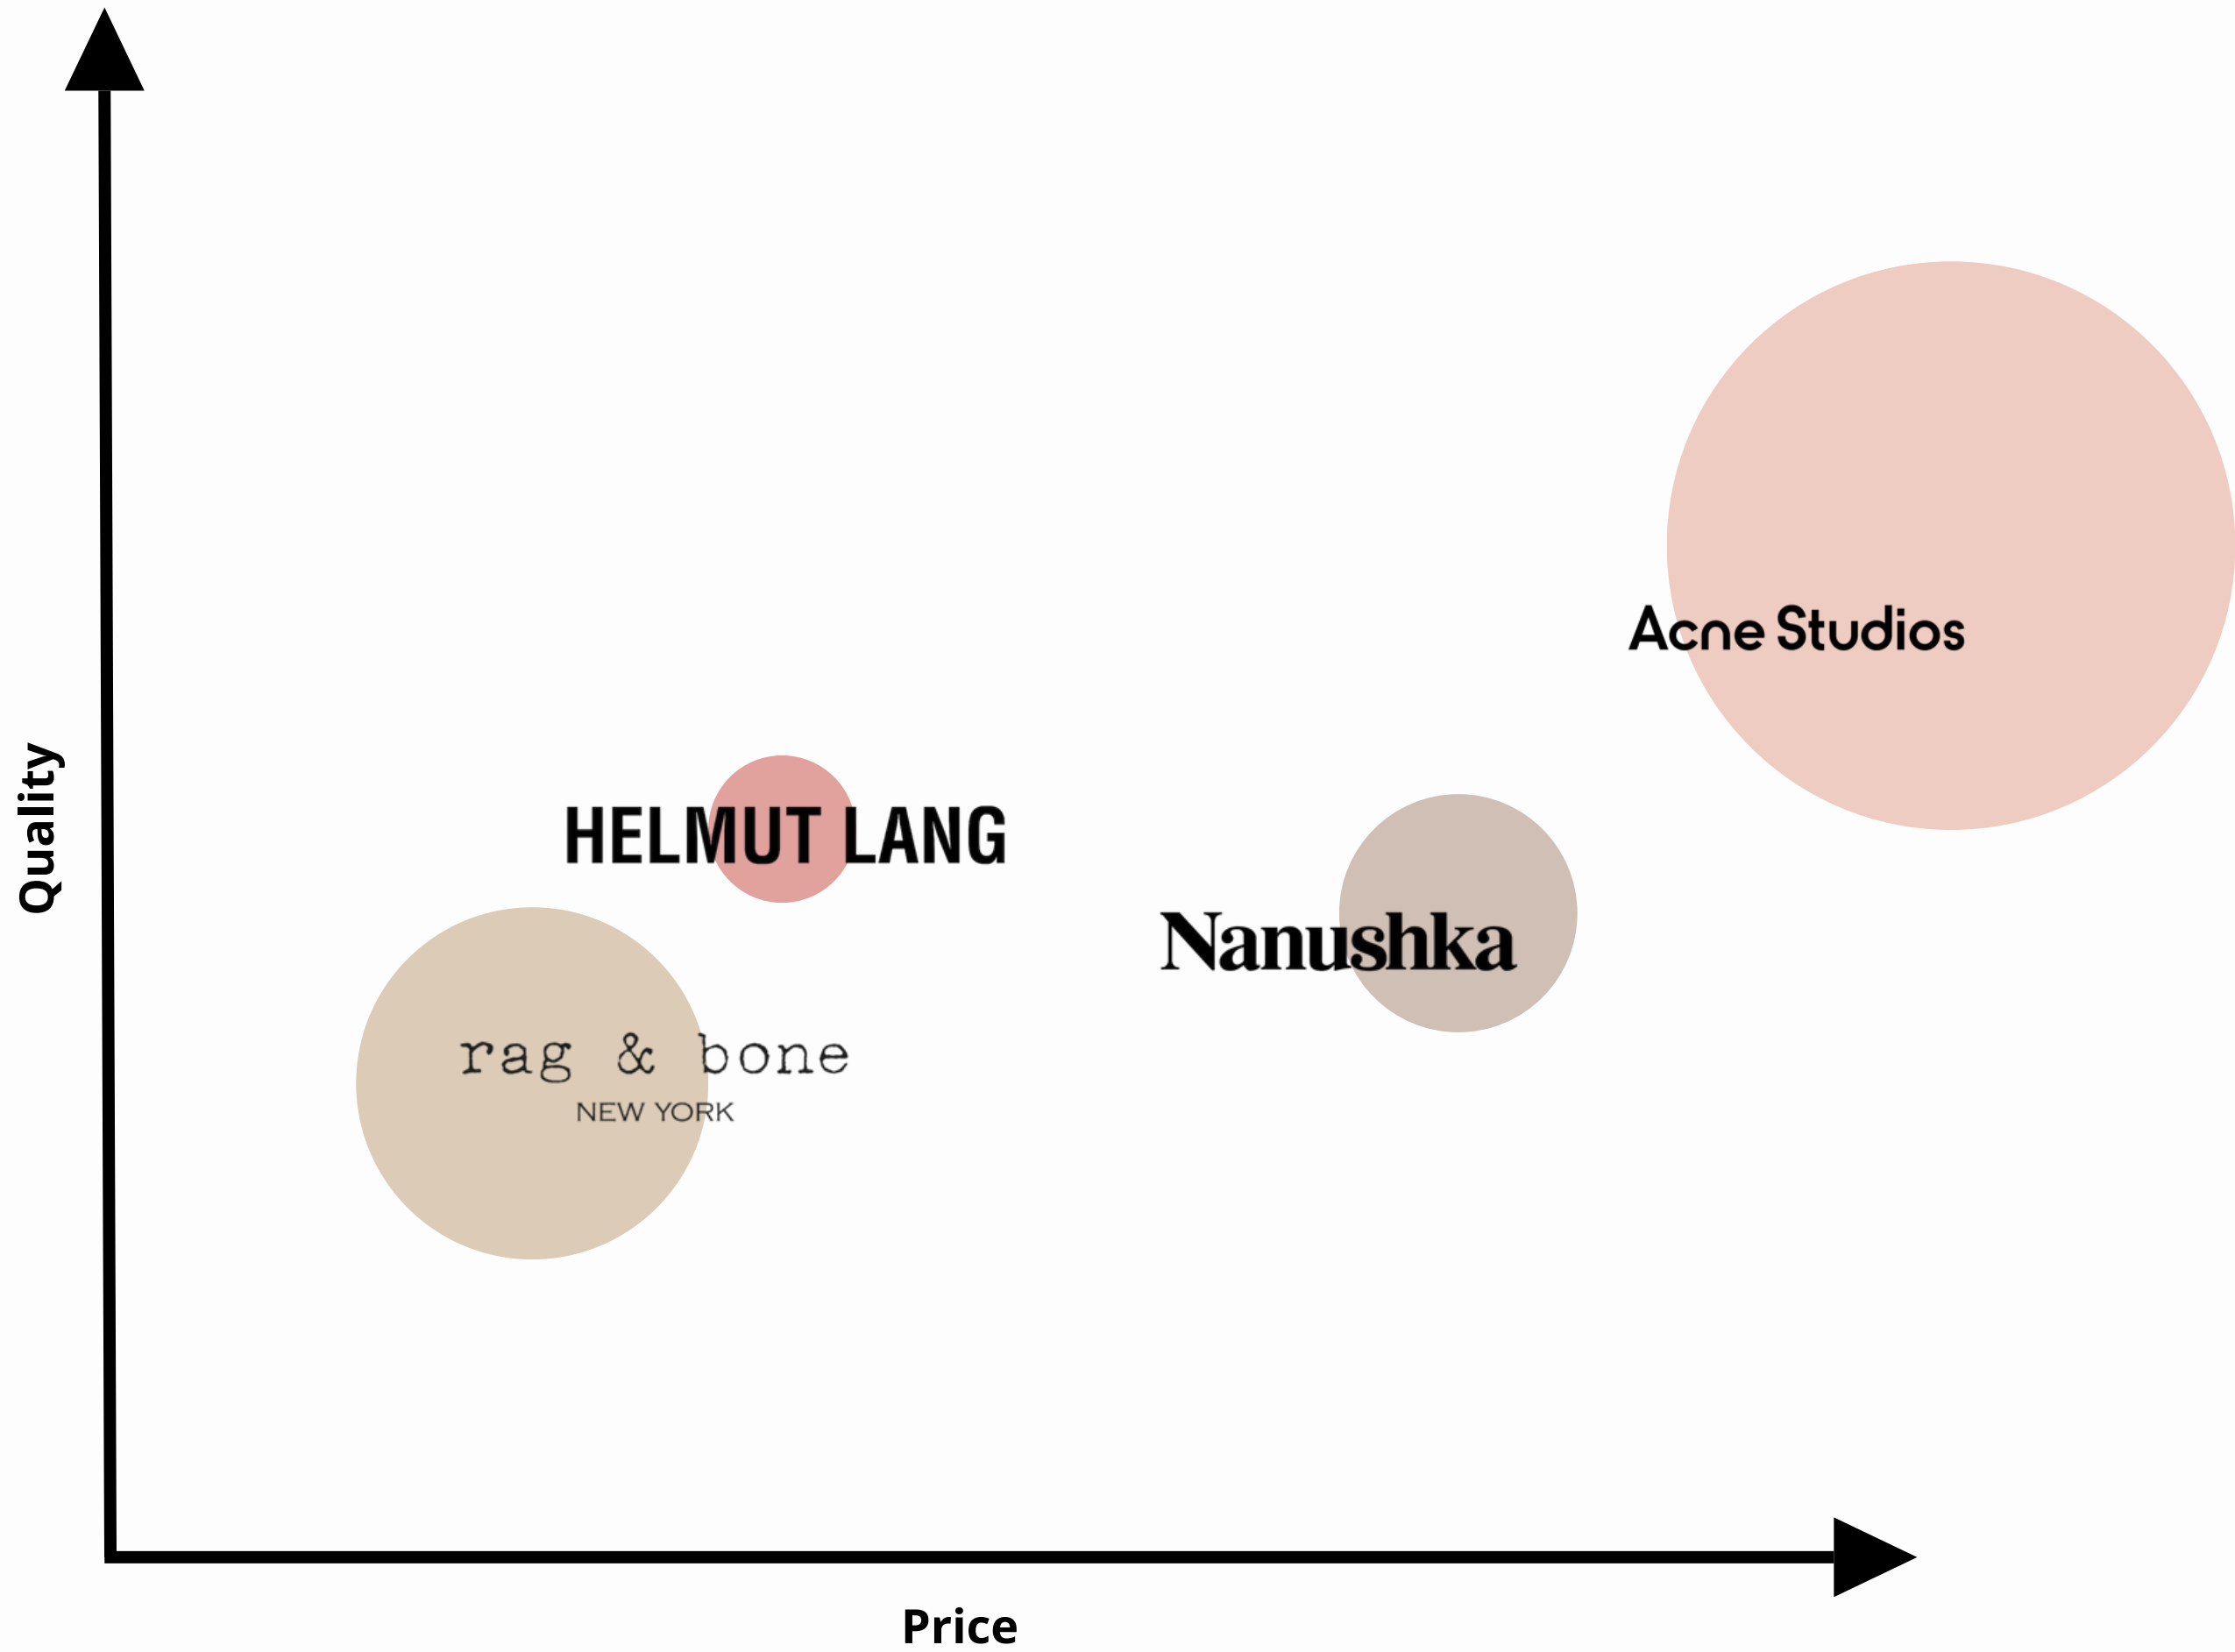 Acne Studios
HELMUT LANG
Nanushka
rag & bone
NEW YORK
Quality
Price